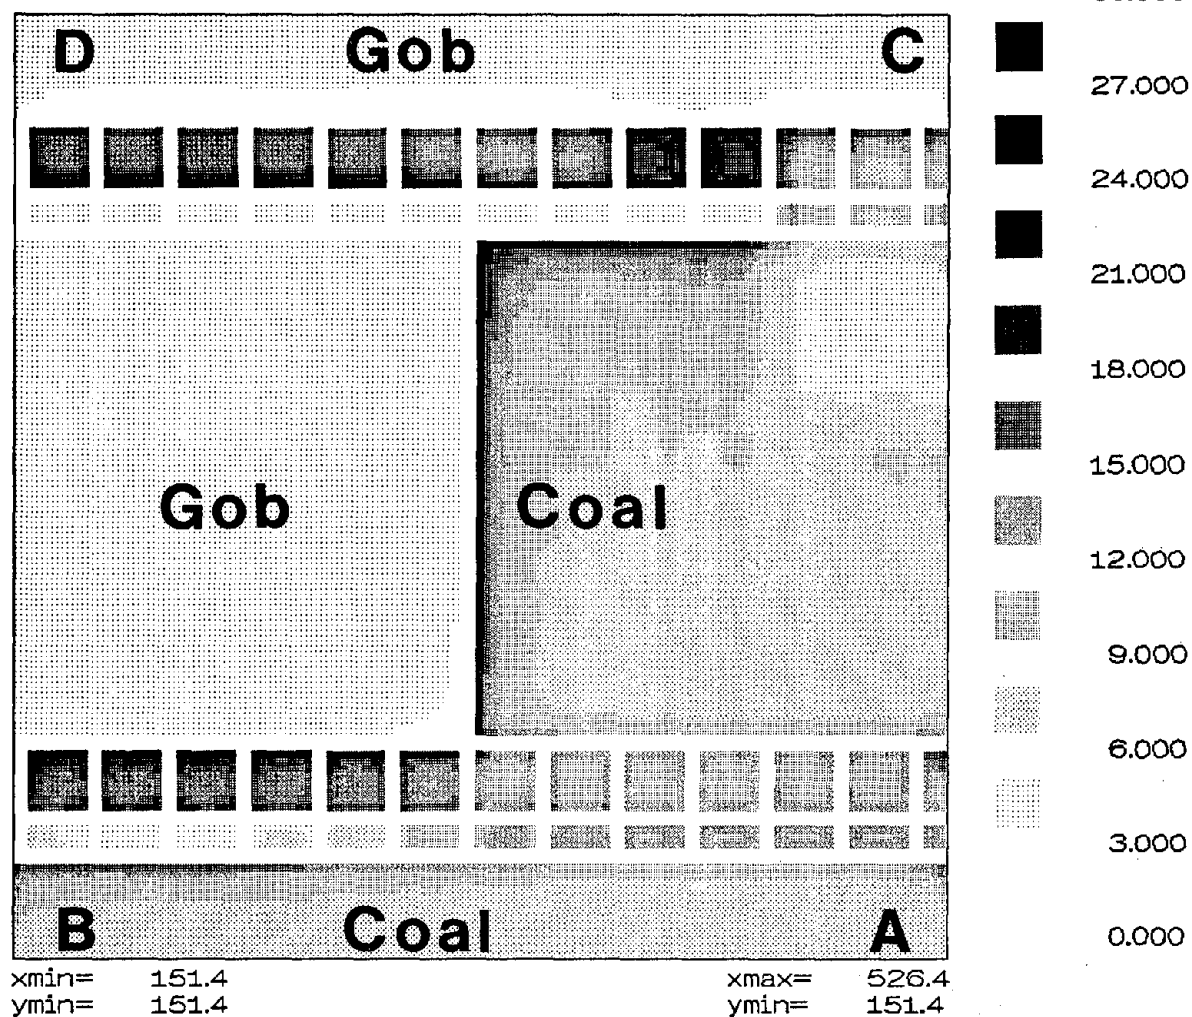 D Gob C
27.000
24.000
21.000
18.000
15.000
Gob Coal
12.000
9.000
6.000
3.000
B Coal A
0.000
xmin= 151.4 xmax= 526.4
ymin= 151.4 ymin= 151.4